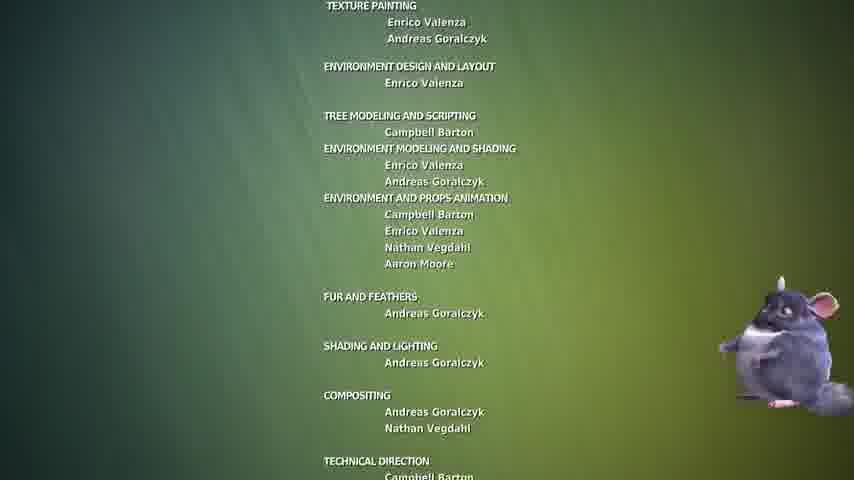 TEXTURE PAINTING
Enrico Valenza
Andreas Goralczyk
ENVIRONMENT DESIGN AND LAYOUT
Enrico Valenza
TREE MODELING AND SCRIPTING
Campbell Barton
ENVIRONMENT MODELING AND SHADING
Enrico Valenza
Andreas Goralczyk
ENVIRONMENT AND PROPS ANIMATION
Campbell Barton
Enrico Valenza
Nathan Vegdahl
Aaron Moore
FUR AND FEATHERS
Andreas Goralczyk
SHADING AND LIGHTING
Andreas Goralczyk
COMPOSITING
Andreas Goralczyk
Nathan Vegdahl
TECHNICAL DIRECTION
Campbell Barton